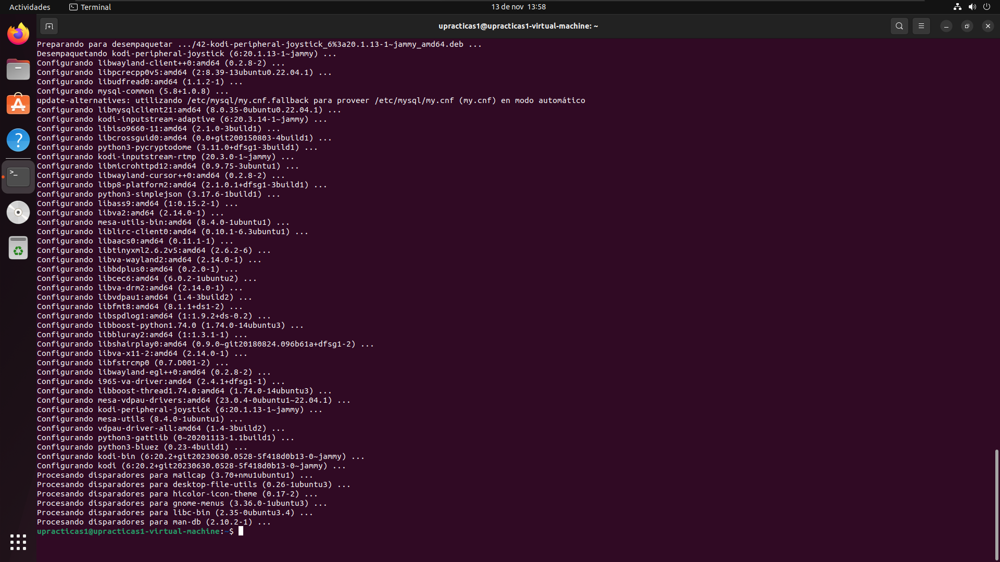 Actividades
Terminal
13 de nov 13:58
upracticas1@upracticas1-virtual-machine: ~
Preparando para desempaquetar .../42-kodi-peripheral-joystick_6%3a20.1.13-1~jammy_amd64.deb ...
Desempaquetando kodi-peripheral-joystick (6:20.1.13-1~jammy) ...
Configurando libwayland-client++0:amd64 (0.2.8-2) ...
Configurando libpcrecpp0v5:amd64 (2:8.39-13ubuntu0.22.04.1) ...
Configurando libudfread0:amd64 (1.1.2-1) ...
Configurando mysql-common (5.8+1.0.8) ...
update-alternatives: utilizando /etc/mysql/my.cnf.fallback para proveer /etc/mysql/my.cnf (my.cnf) en modo automático
Configurando libmysqlclient21:amd64 (8.0.35-0ubuntu0.22.04.1) ...
Configurando kodi-inputstream-adaptive (6:20.3.14-1~jammy) ...
Configurando libiso9660-11:amd64 (2.1.0-3build1) ...
Configurando libcrossguid0:amd64 (0.0+git200150803-4build1) ...
Configurando python3-pycryptodome (3.11.0+dfsg1-3build1) ...
Configurando kodi-inputstream-rtmp (20.3.0-1~jammy) ...
Configurando libmicrohttpd12:amd64 (0.9.75-3ubuntu1) ...
Configurando libwayland-cursor++0:amd64 (0.2.8-2) ...
Configurando libp8-platform2:amd64 (2.1.0.1+dfsg1-3build1) ...
Configurando python3-simplejson (3.17.6-1build1) ...
Configurando libass9:amd64 (1:0.15.2-1) ...
Configurando libva2:amd64 (2.14.0-1) ...
Configurando mesa-utils-bin:amd64 (8.4.0-1ubuntu1) ...
Configurando liblirc-client0:amd64 (0.10.1-6.3ubuntu1) ...
Configurando libaacs0:amd64 (0.11.1-1) ...
Configurando libtinyxml2.6.2v5:amd64 (2.6.2-6) ...
Configurando libva-wayland2:amd64 (2.14.0-1) ...
Configurando libbdplus0:amd64 (0.2.0-1) ...
Configurando libcec6:amd64 (6.0.2-1ubuntu2) ...
Configurando libva-drm2:amd64 (2.14.0-1) ...
Configurando libvdpau1:amd64 (1.4-3build2) ...
Configurando libfmt8:amd64 (8.1.1+ds1-2) ...
Configurando libspdlog1:amd64 (1:1.9.2+ds-0.2) ...
Configurando libboost-python1.74.0 (1.74.0-14ubuntu3) ...
Configurando libbluray2:amd64 (1:1.3.1-1) ...
Configurando libshairplay0:amd64 (0.9.0~git20180824.096b61a+dfsg1-2) ...
Configurando libva-x11-2:amd64 (2.14.0-1) ...
Configurando libfstrcmp0 (0.7.D001-2) ...
Configurando libwayland-egl++0:amd64 (0.2.8-2) ...
Configurando i965-va-driver:amd64 (2.4.1+dfsg1-1) ...
Configurando libboost-thread1.74.0:amd64 (1.74.0-14ubuntu3) ...
Configurando mesa-vdpau-drivers:amd64 (23.0.4-0ubuntu1~22.04.1) ...
Configurando kodi-peripheral-joystick (6:20.1.13-1~jammy) ...
Configurando mesa-utils (8.4.0-1ubuntu1) ...
Configurando vdpau-driver-all:amd64 (1.4-3build2) ...
Configurando python3-gattlib (0~20201113-1.1build1) ...
Configurando python3-bluez (0.23-4build1) ...
Configurando kodi-bin (6:20.2+git20230630.0528-5f418d0b13-0~jammy) ...
Configurando kodi (6:20.2+git20230630.0528-5f418d0b13-0~jammy) ...
Procesando disparadores para mailcap (3.70+nmu1ubuntu1) ...
Procesando disparadores para desktop-file-utils (0.26-1ubuntu3) ...
Procesando disparadores para hicolor-icon-theme (0.17-2) ...
Procesando disparadores para gnome-menus (3.36.0-1ubuntu3) ...
Procesando disparadores para libc-bin (2.35-0ubuntu3.4) ...
Procesando disparadores para man-db (2.10.2-1) ...
upracticas1@upracticas1-virtual-machine:~$